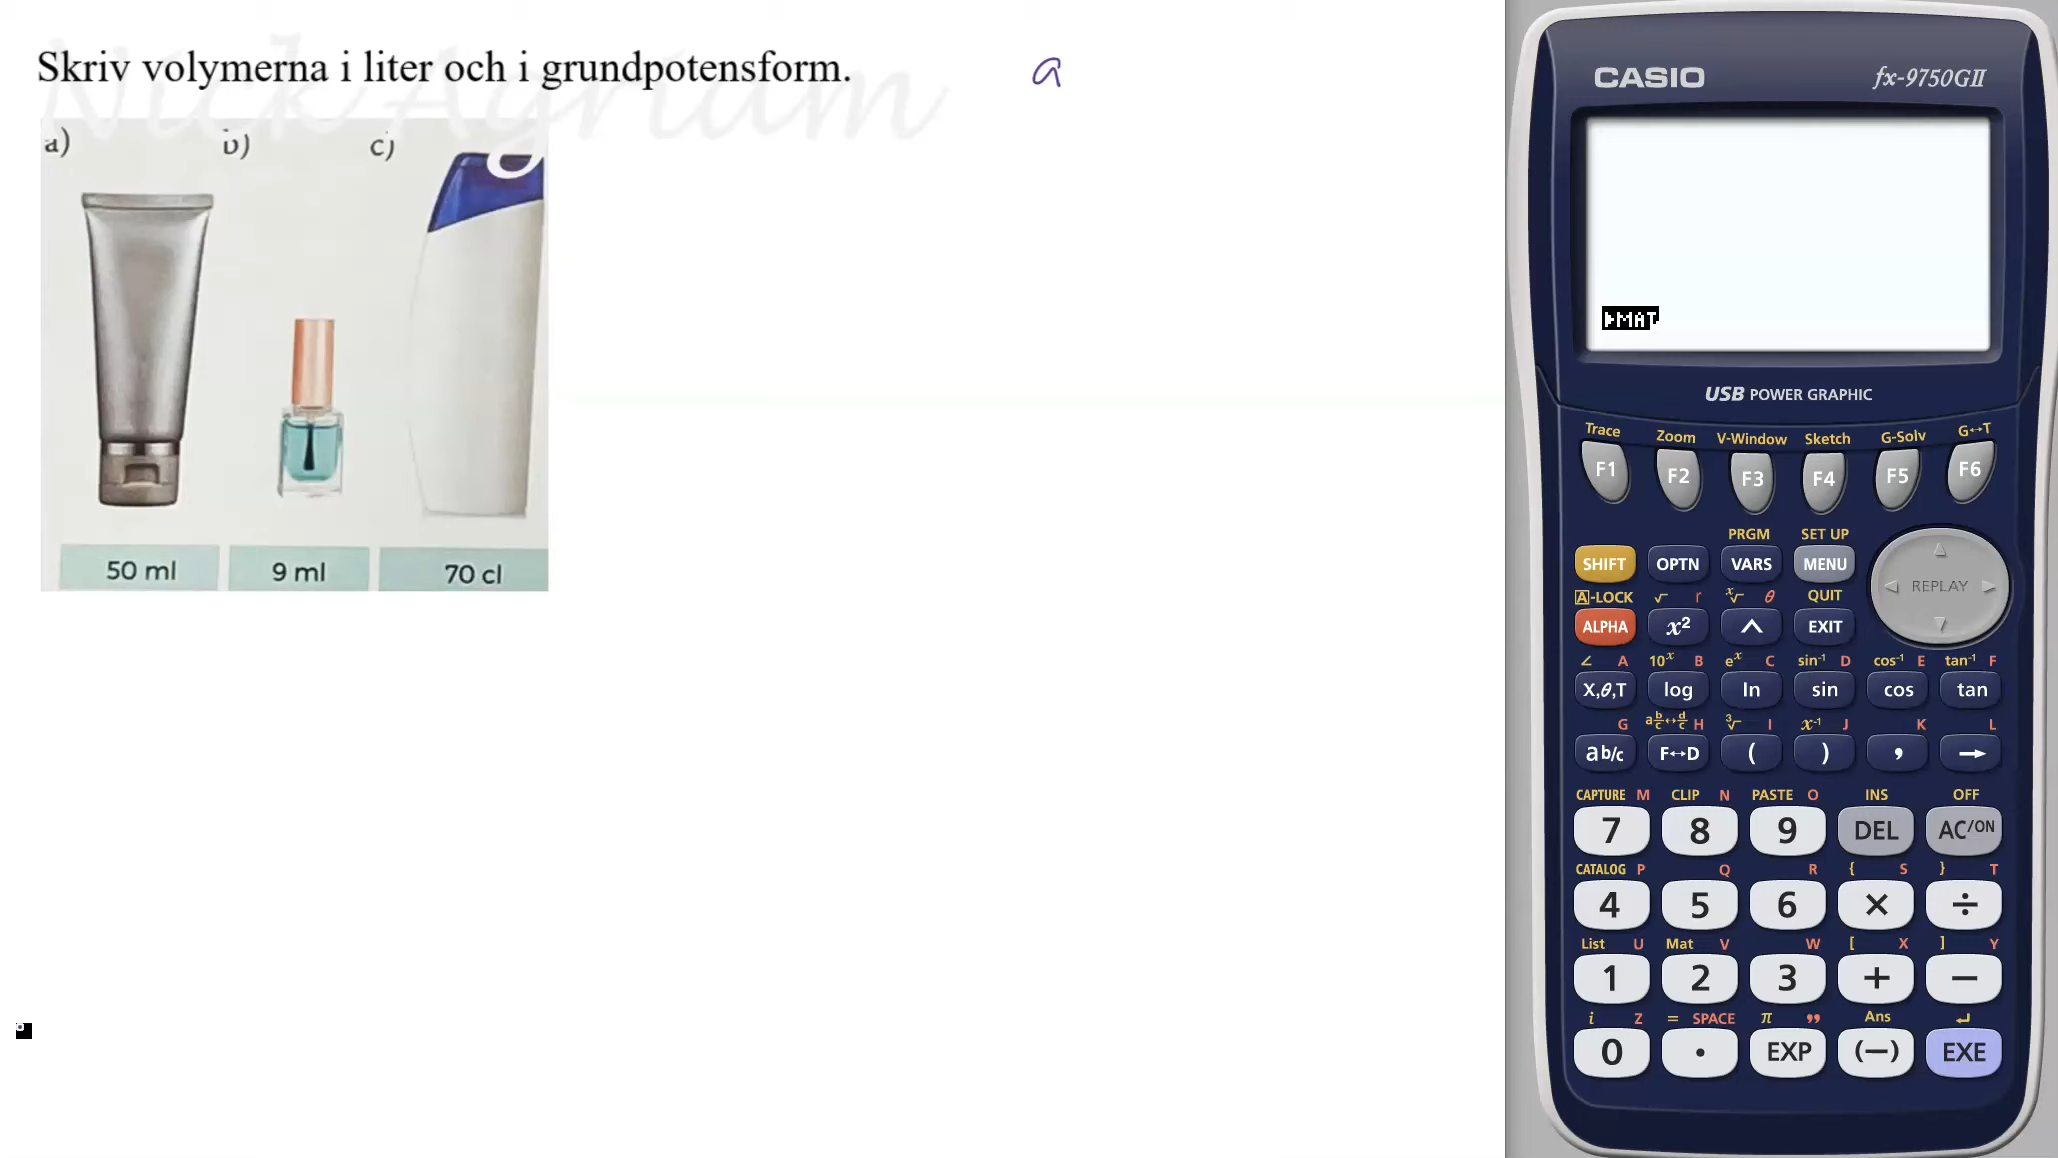 Skriv volymerna i liter och i grundpotensform.
a
Nick Agriam
a) b) c)
50 ml 9 ml 70 cl
CASIO fx-9750GII
▶MAT
USB POWER GRAPHIC
Trace Zoom V-Window Sketch G-Solv G↔T
F1 F2 F3 F4 F5 F6
PRGM SET UP
SHIFT OPTN VARS MENU
REPLAY
A-LOCK √ r ˣ√ θ QUIT
ALPHA x² ^ EXIT
∠ A 10ˣ B eˣ C sin⁻¹ D cos⁻¹ E tan⁻¹ F
X,θ,T log ln sin cos tan
G a b/c↔d/c H ³√ I x⁻¹ J K L
a b/c F↔D ( ) , →
CAPTURE M CLIP N PASTE O INS OFF
7 8 9 DEL AC/ON
CATALOG P Q R { S } T
4 5 6 × ÷
List U Mat V W [ X ] Y
1 2 3 + −
i Z = SPACE π ” Ans ↵
0 . EXP (−) EXE